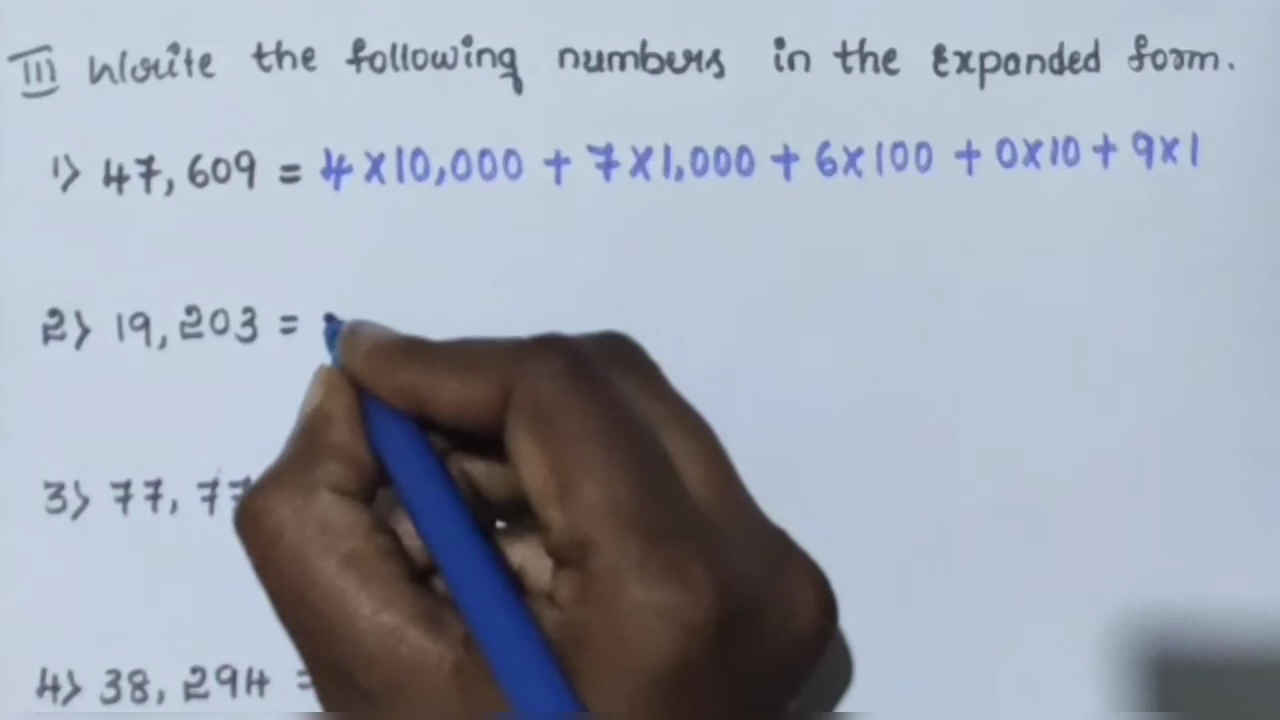 III Write the following numbers in the Expanded form.
1) 47,609 = 4×10,000 + 7×1,000 + 6×100 + 0×10 + 9×1
2) 19,203 =
3) 77, 77
4) 38, 294 =